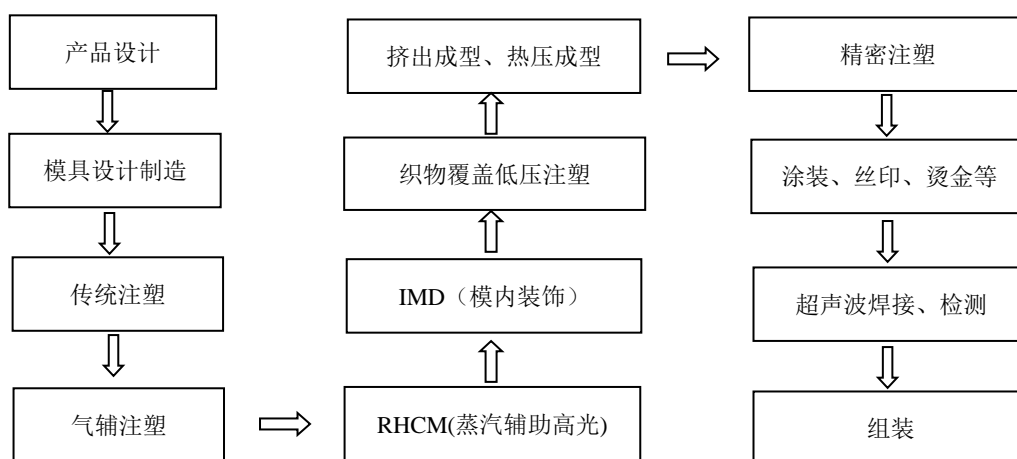 产品设计
模具设计制造
传统注塑
气辅注塑
RHCM(蒸汽辅助高光)
IMD（模内装饰）
织物覆盖低压注塑
挤出成型、热压成型
精密注塑
涂装、丝印、烫金等
超声波焊接、检测
组装